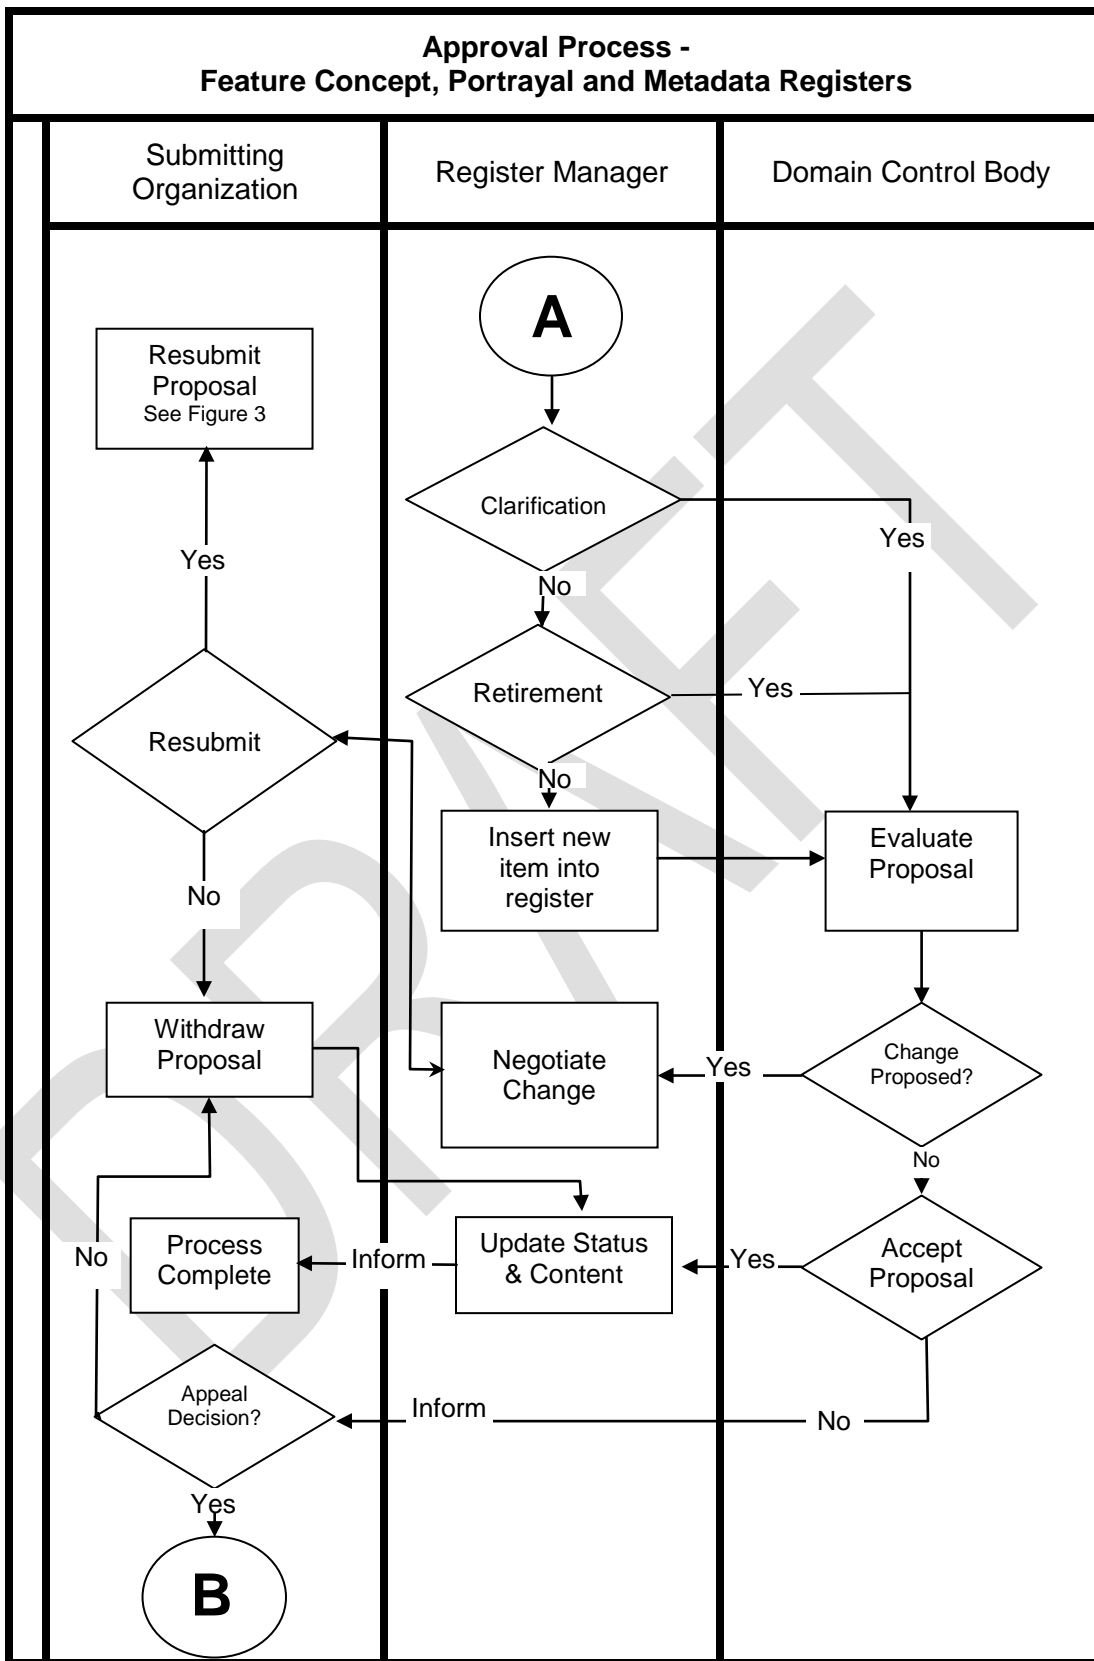 Approval Process -
Feature Concept, Portrayal and Metadata Registers
Submitting
Organization
Register Manager
Domain Control Body
A
Resubmit
Proposal
See Figure 3
Clarification
Yes
Yes
No
Retirement
Yes
Resubmit
No
Insert new
item into
register
Evaluate
Proposal
No
Withdraw
Proposal
Negotiate
Change
Yes
Change
Proposed?
No
No
Process
Complete
Inform
Update Status
& Content
Yes
Accept
Proposal
Appeal
Decision?
Inform
No
Yes
B
DRAFT